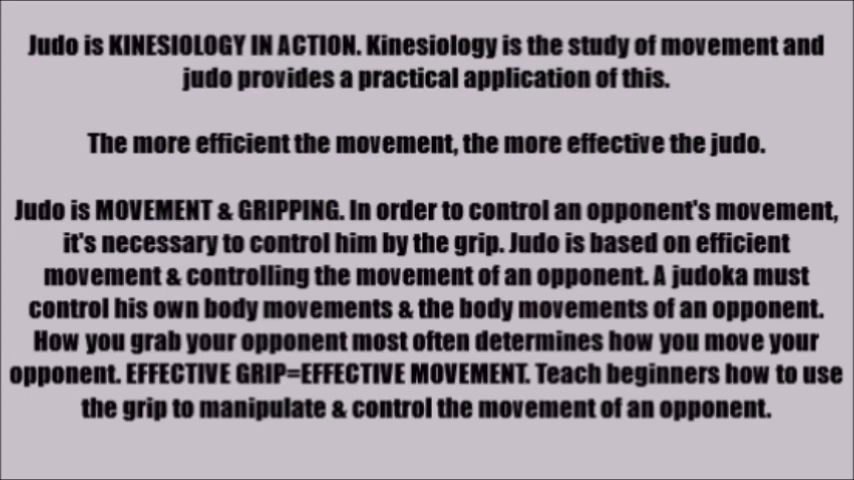 Judo is KINESIOLOGY IN ACTION. Kinesiology is the study of movement and
judo provides a practical application of this.
The more efficient the movement, the more effective the judo.
Judo is MOVEMENT & GRIPPING. In order to control an opponent's movement,
it's necessary to control him by the grip. Judo is based on efficient
movement & controlling the movement of an opponent. A judoka must
control his own body movements & the body movements of an opponent.
How you grab your opponent most often determines how you move your
opponent. EFFECTIVE GRIP=EFFECTIVE MOVEMENT. Teach beginners how to use
the grip to manipulate & control the movement of an opponent.